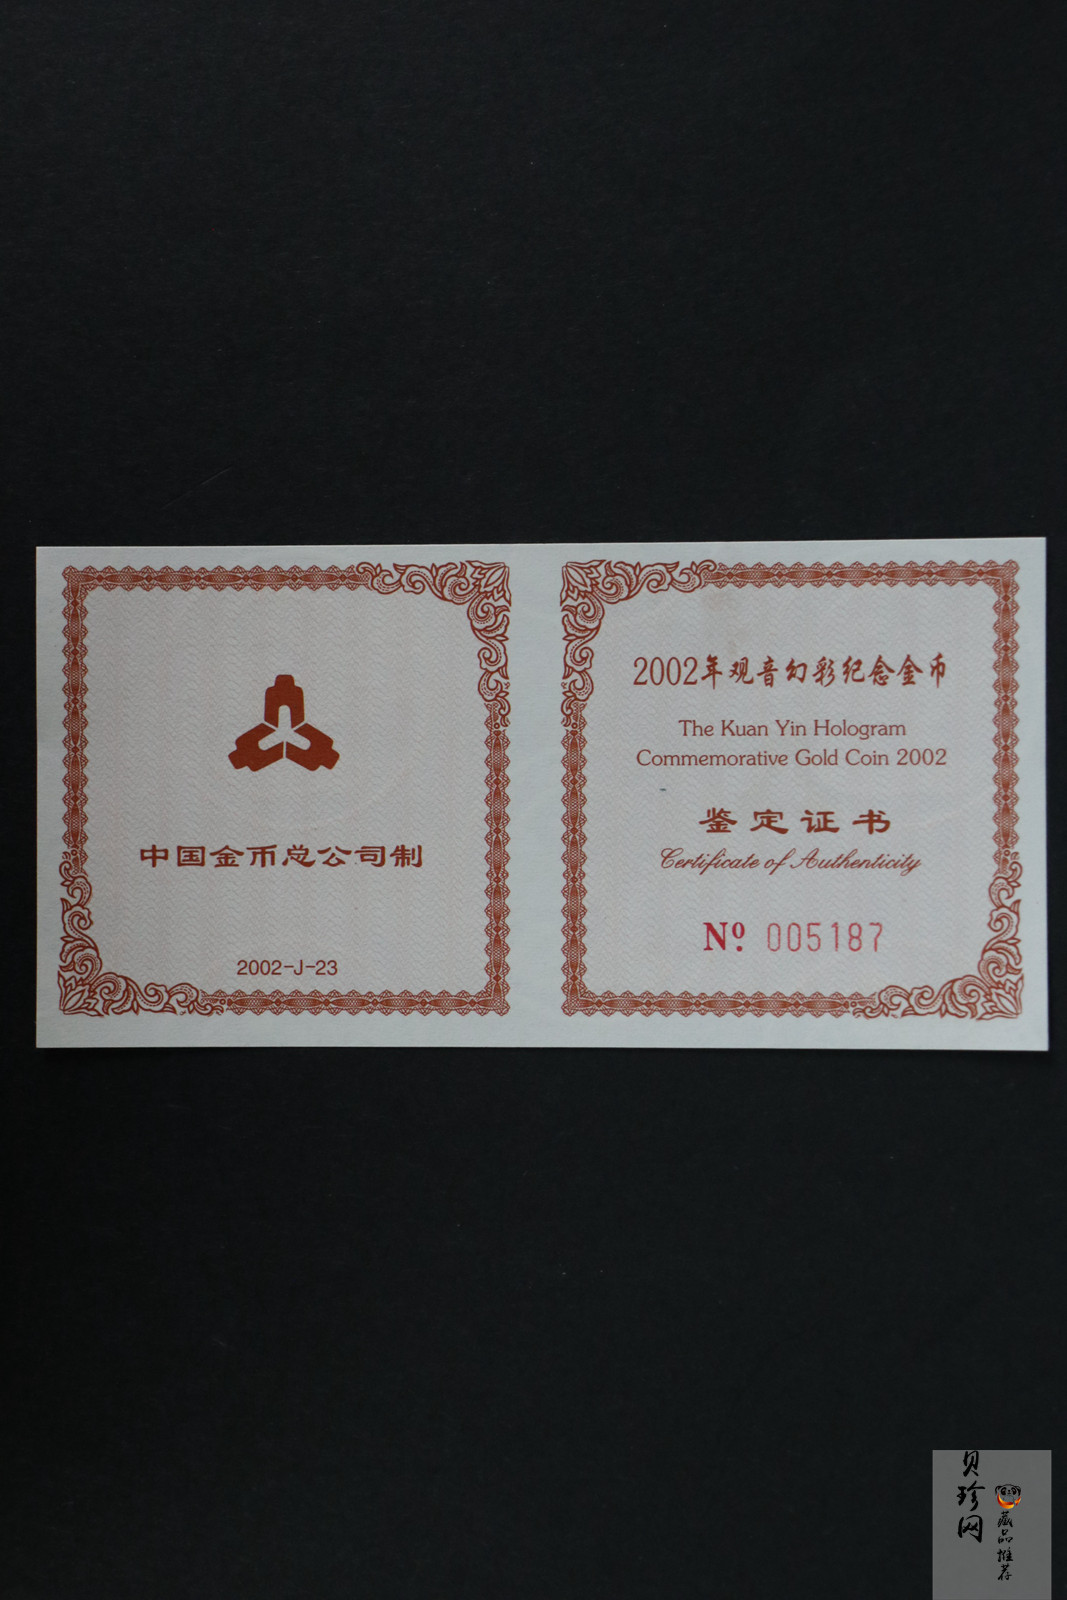 中国金币总公司制
2002-J-23
2002年观音幻彩纪念金币
The Kuan Yin Hologram
Commemorative Gold Coin 2002
鉴定证书
Certificate of Authenticity
Nº 005187
贝珍网
藏品推荐